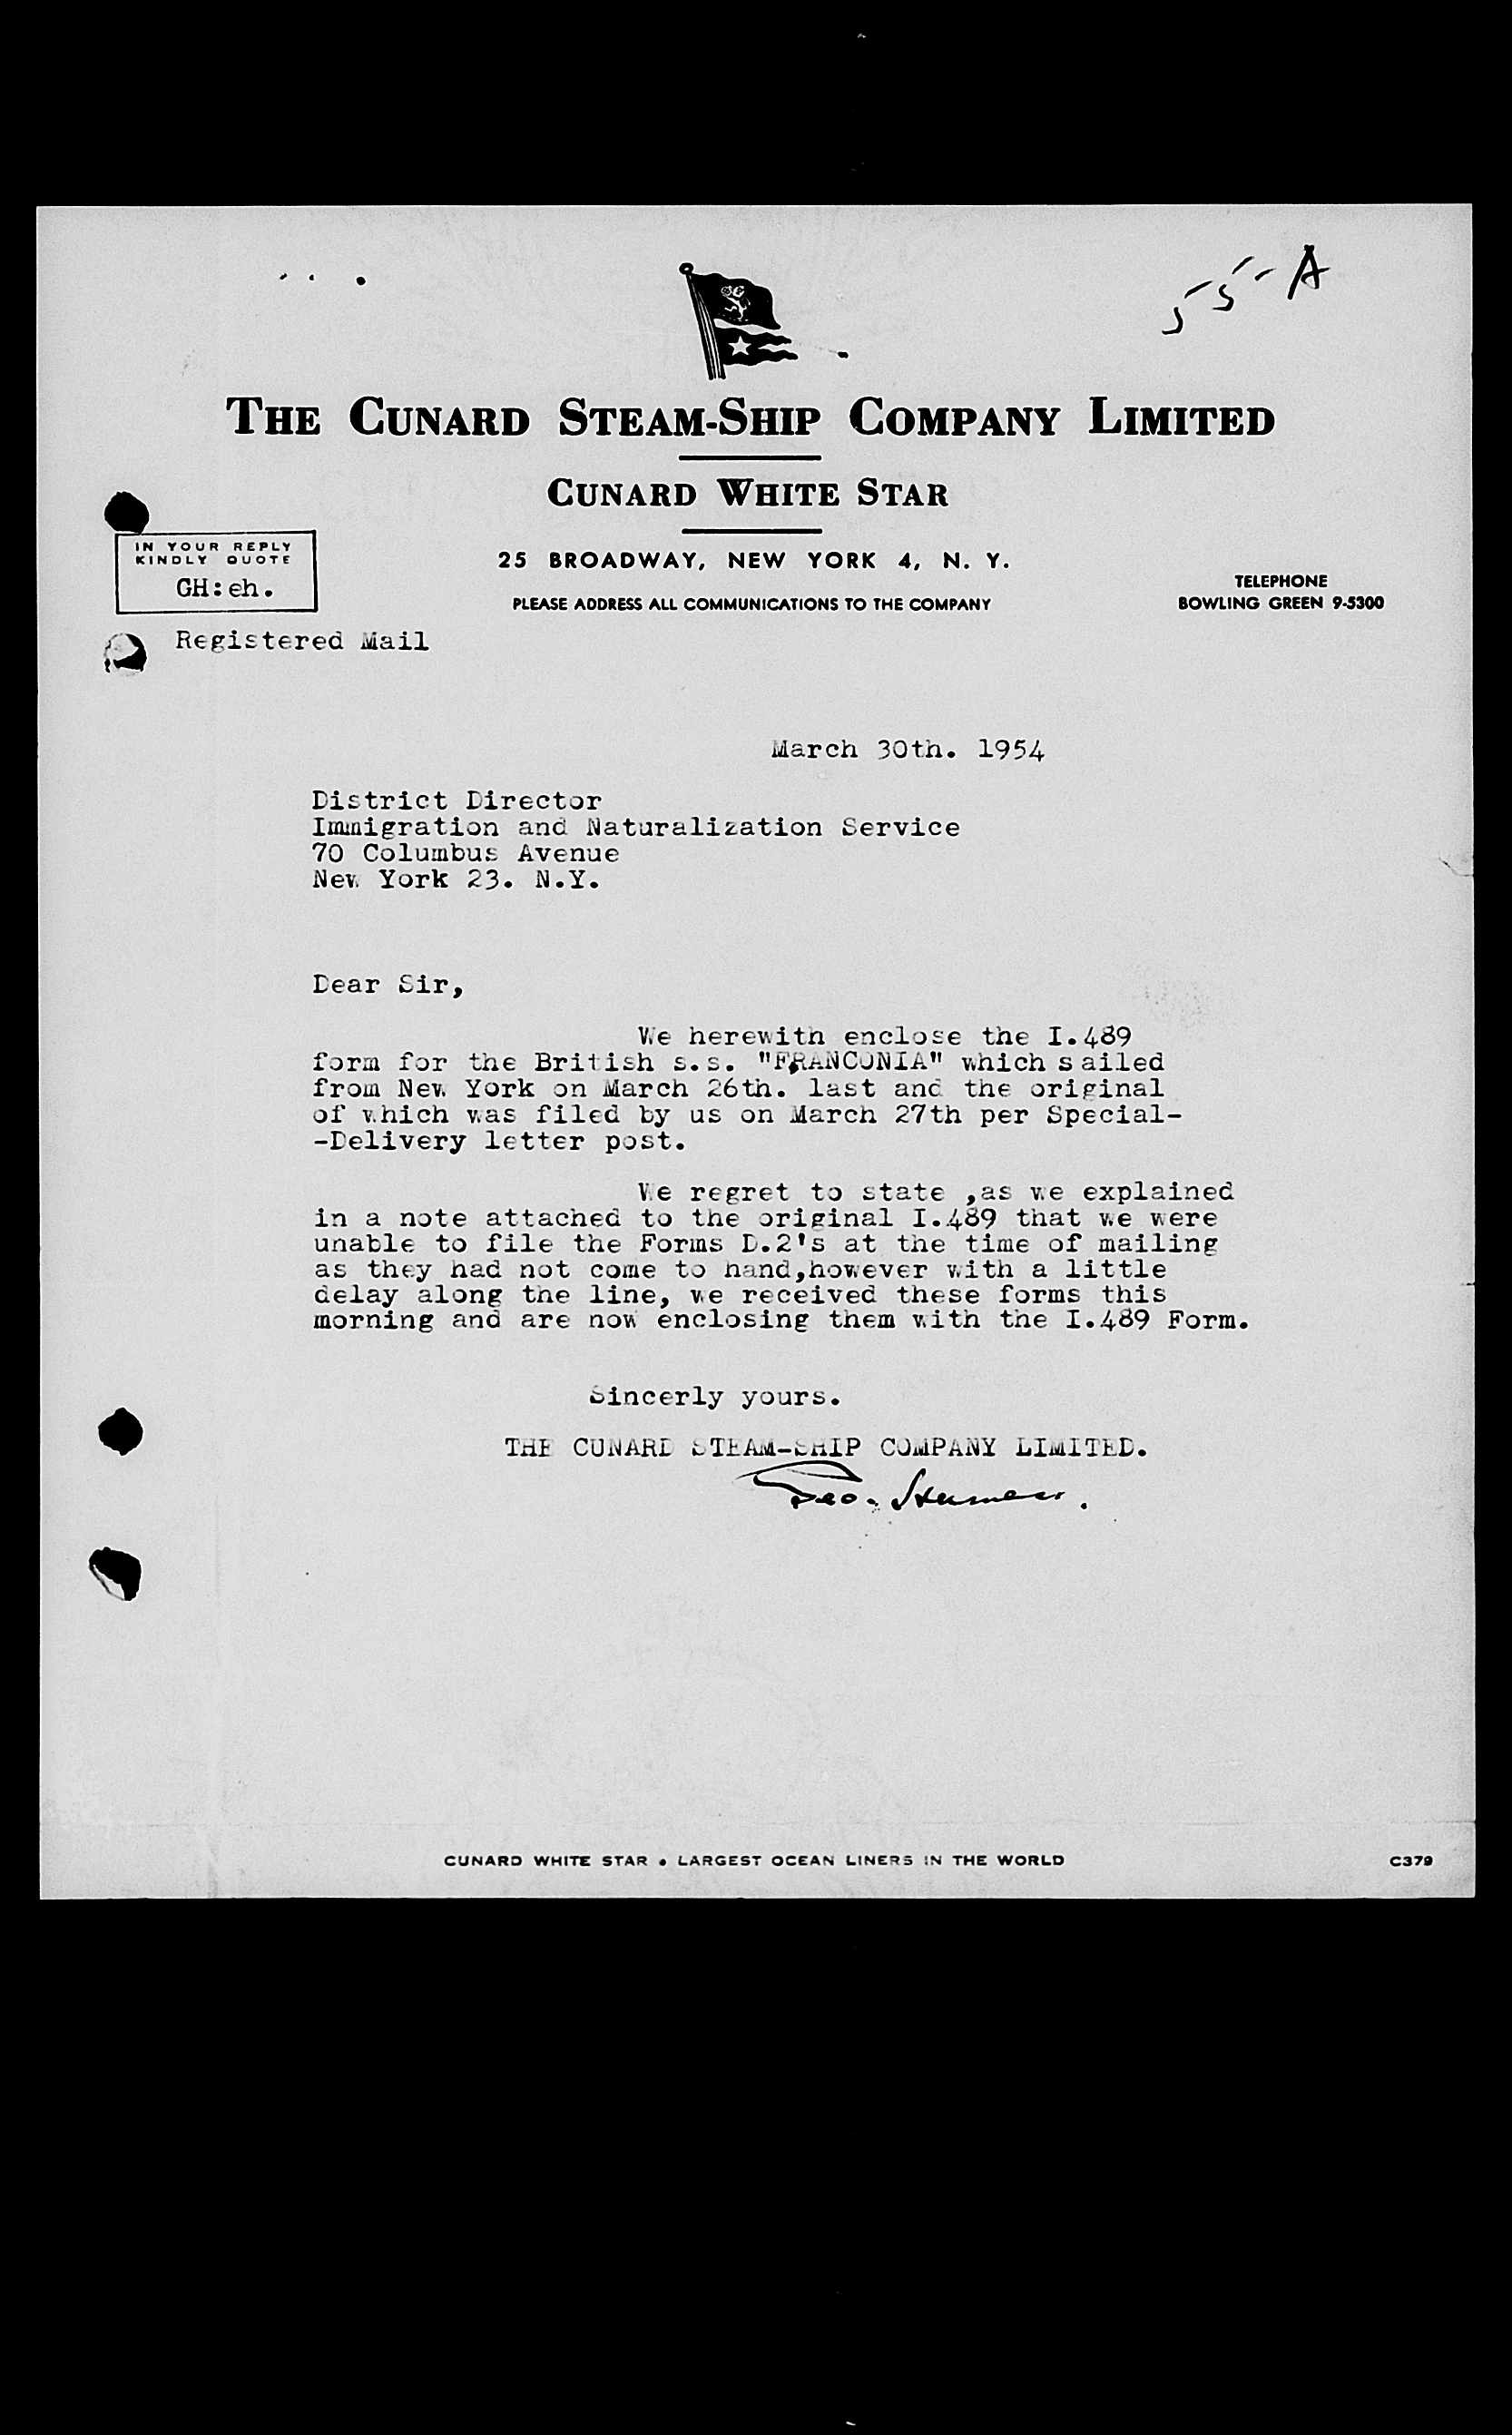 55-A
THE CUNARD STEAM-SHIP COMPANY LIMITED
CUNARD WHITE STAR
25 BROADWAY, NEW YORK 4, N. Y.
PLEASE ADDRESS ALL COMMUNICATIONS TO THE COMPANY
TELEPHONE
BOWLING GREEN 9-5300
IN YOUR REPLY
KINDLY QUOTE
GH:eh.
Registered Mail
March 30th. 1954
District Director
Immigration and Naturalization Service
70 Columbus Avenue
New York 23. N.Y.
Dear Sir,
We herewith enclose the I.489
form for the British s.s. "FRANCONIA" which sailed
from New York on March 26th. last and the original
of which was filed by us on March 27th per Special-
-Delivery letter post.
We regret to state ,as we explained
in a note attached to the original I.489 that we were
unable to file the Forms D.2's at the time of mailing
as they had not come to hand,however with a little
delay along the line, we received these forms this
morning and are now enclosing them with the I.489 Form.
Sincerly yours.
THE CUNARD STEAM-SHIP COMPANY LIMITED.
Geo.
CUNARD WHITE STAR • LARGEST OCEAN LINERS IN THE WORLD
C379